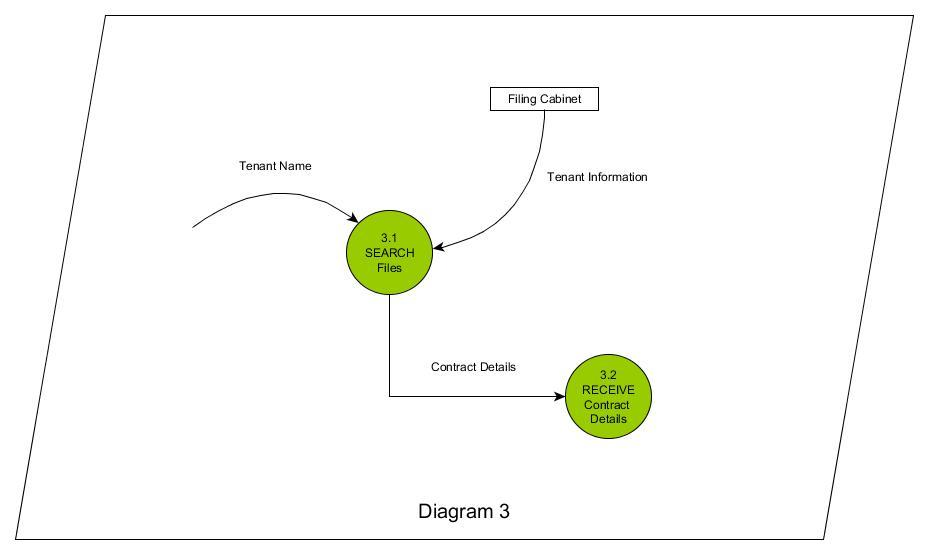 Filing Cabinet
Tenant Name
Tenant Information
3.1
SEARCH
Files
Contract Details
3.2
RECEIVE
Contract
Details
Diagram 3